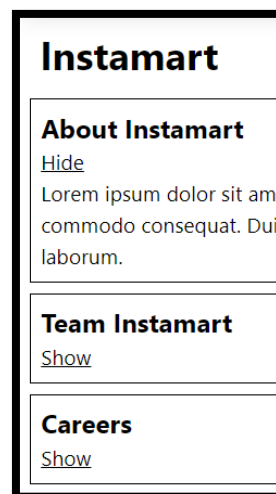 Instamart
About Instamart
Hide
Lorem ipsum dolor sit am
commodo consequat. Dui
laborum.
Team Instamart
Show
Careers
Show